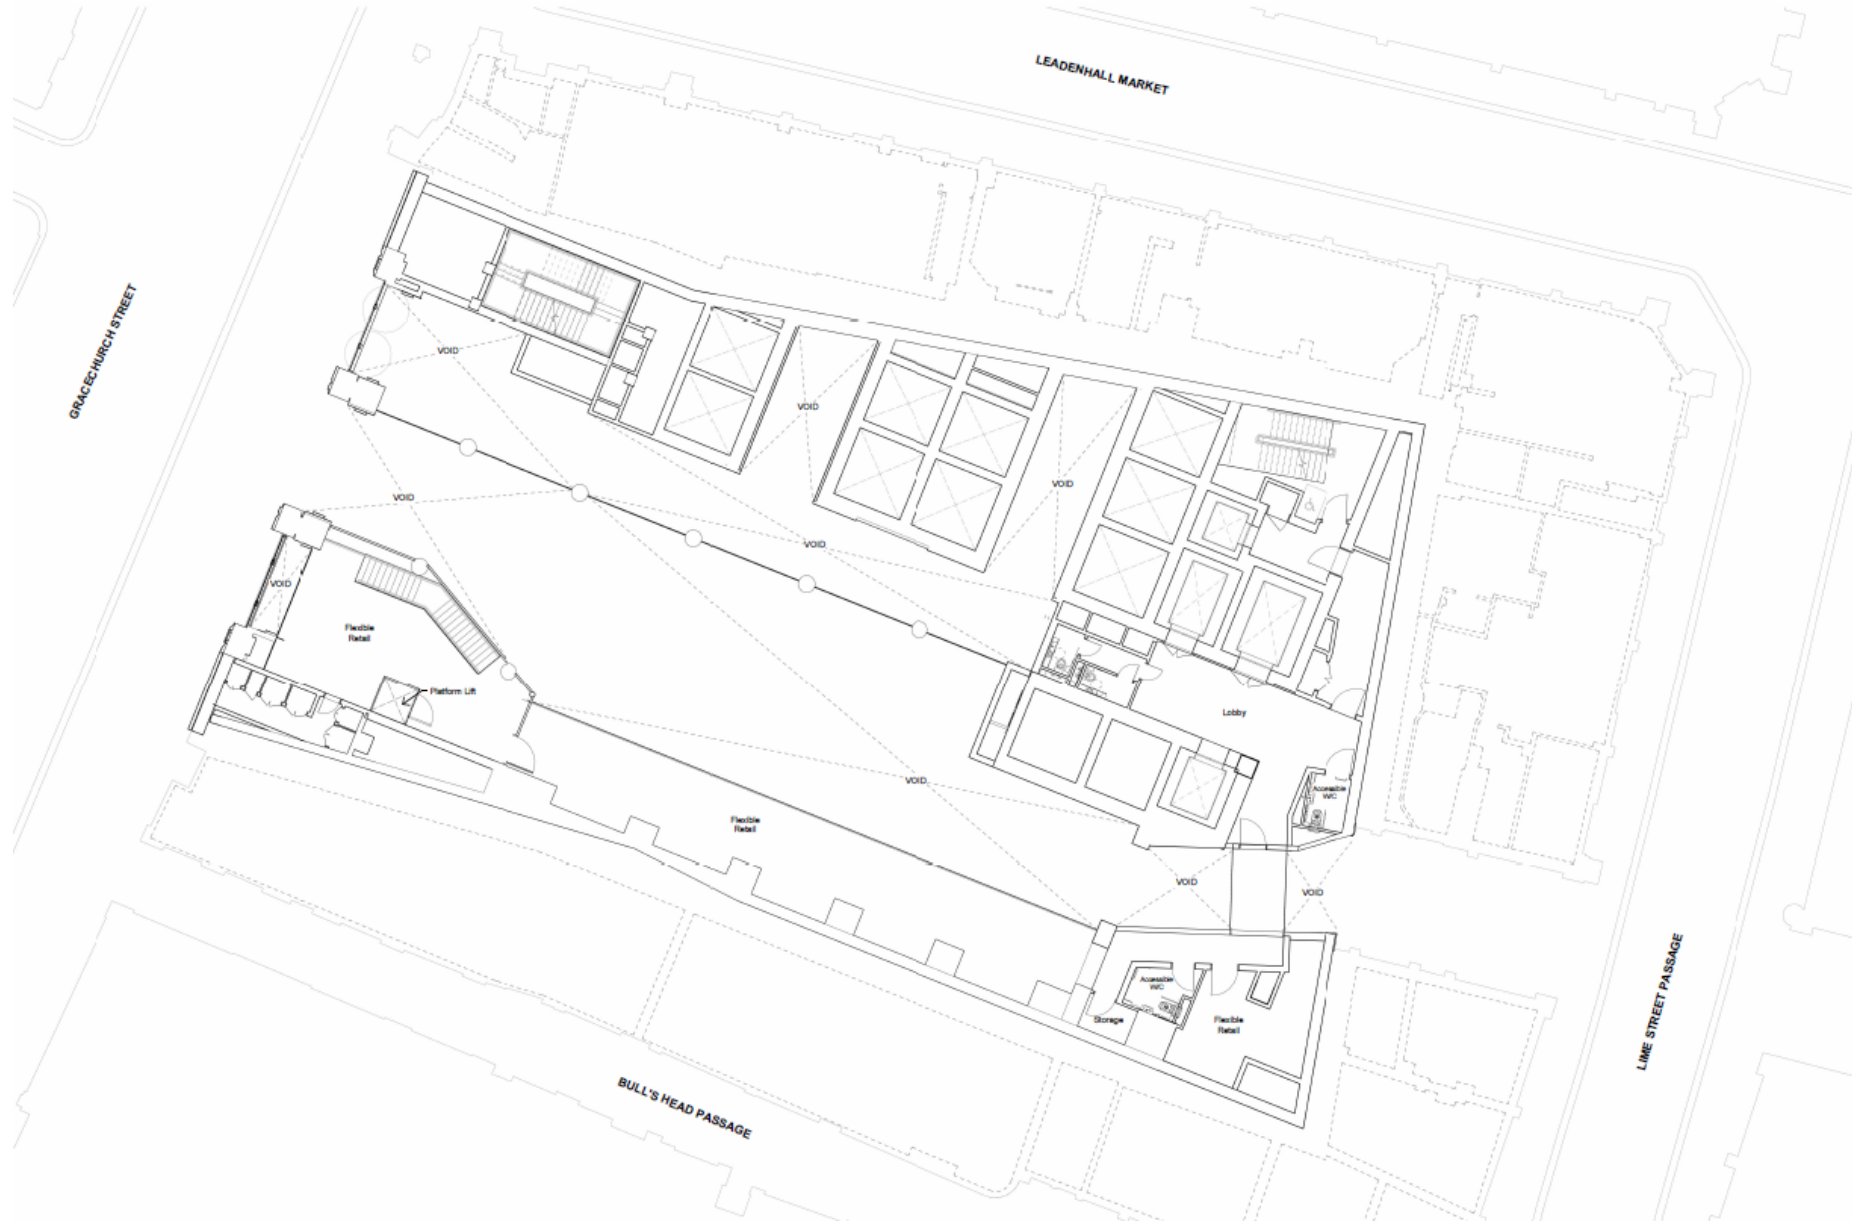 LEADENHALL MARKET
GRACECHURCH STREET
VOID
VOID
VOID
VOID
VOID
VOID
Flexible
Retail
Platform Lift
Lobby
VOID
Accessible
WC
Flexible
Retail
VOID
VOID
Accessible
WC
Storage
Flexible
Retail
LIME STREET PASSAGE
BULL'S HEAD PASSAGE